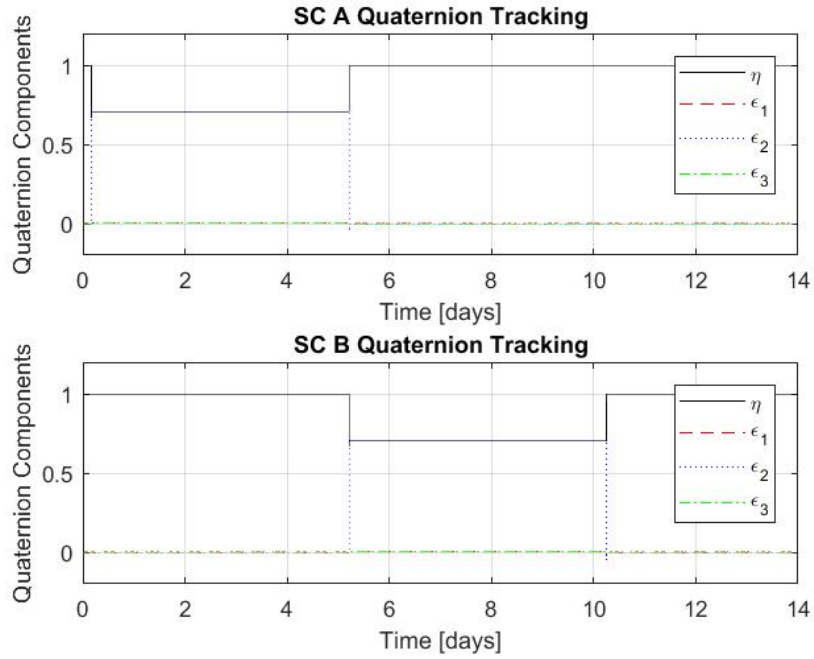 SC A Quaternion Tracking
Quaternion Components
1
0.5
0
η
ϵ1
ϵ2
ϵ3
0 2 4 6 8 10 12 14
Time [days]
SC B Quaternion Tracking
Quaternion Components
1
0.5
0
η
ϵ1
ϵ2
ϵ3
0 2 4 6 8 10 12 14
Time [days]